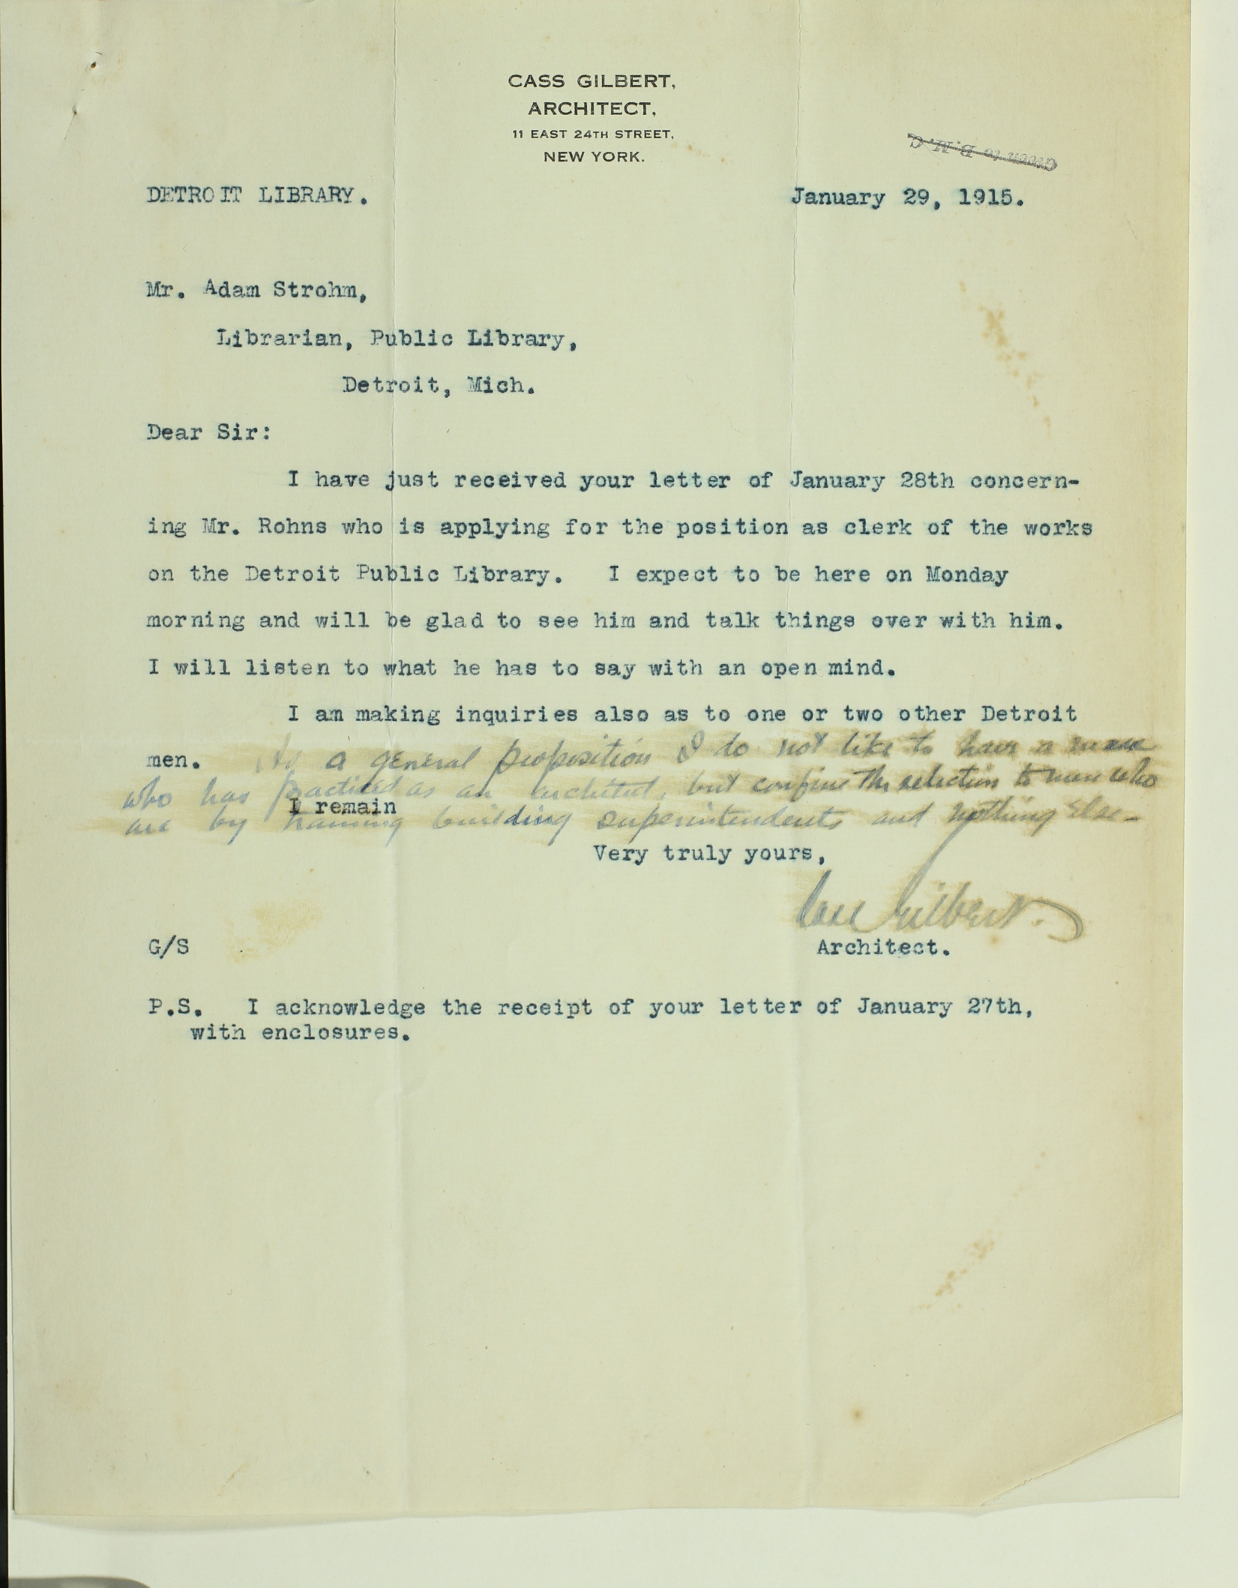 CASS GILBERT,
ARCHITECT,
11 EAST 24TH STREET,
NEW YORK.
DETROIT LIBRARY. January 29, 1915.
Mr. Adam Strohm,
Librarian, Public Library,
Detroit, Mich.
Dear Sir:
I have just received your letter of January 28th concern-
ing Mr. Rohns who is applying for the position as clerk of the works
on the Detroit Public Library. I expect to be here on Monday
morning and will be glad to see him and talk things over with him.
I will listen to what he has to say with an open mind.
I am making inquiries also as to one or two other Detroit
men. As a general proposition I do not like to have a man
who has practiced as an architect, but confine the selection to men who
are by training building superintendents and nothing else—
I remain
Very truly yours,
Cass Gilbert.
G/S Architect.
P.S. I acknowledge the receipt of your letter of January 27th,
with enclosures.